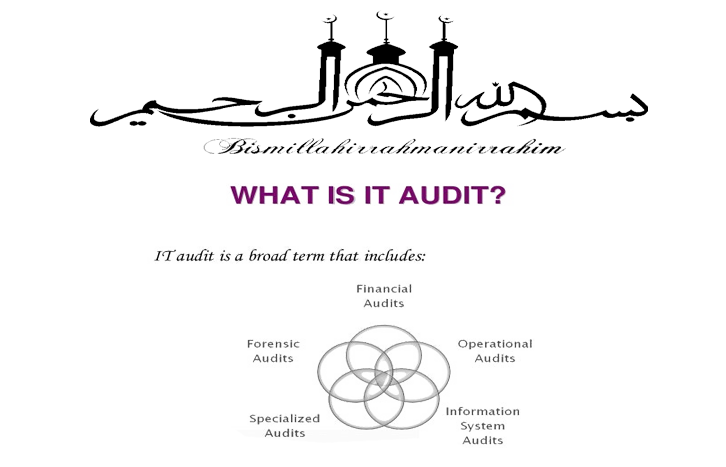 بسم الله الرحمن الرحيم
Bismillahirrahmanirrahim
WHAT IS IT AUDIT?
IT audit is a broad term that includes:
Financial
Audits
Forensic
Audits
Operational
Audits
Specialized
Audits
Information
System
Audits